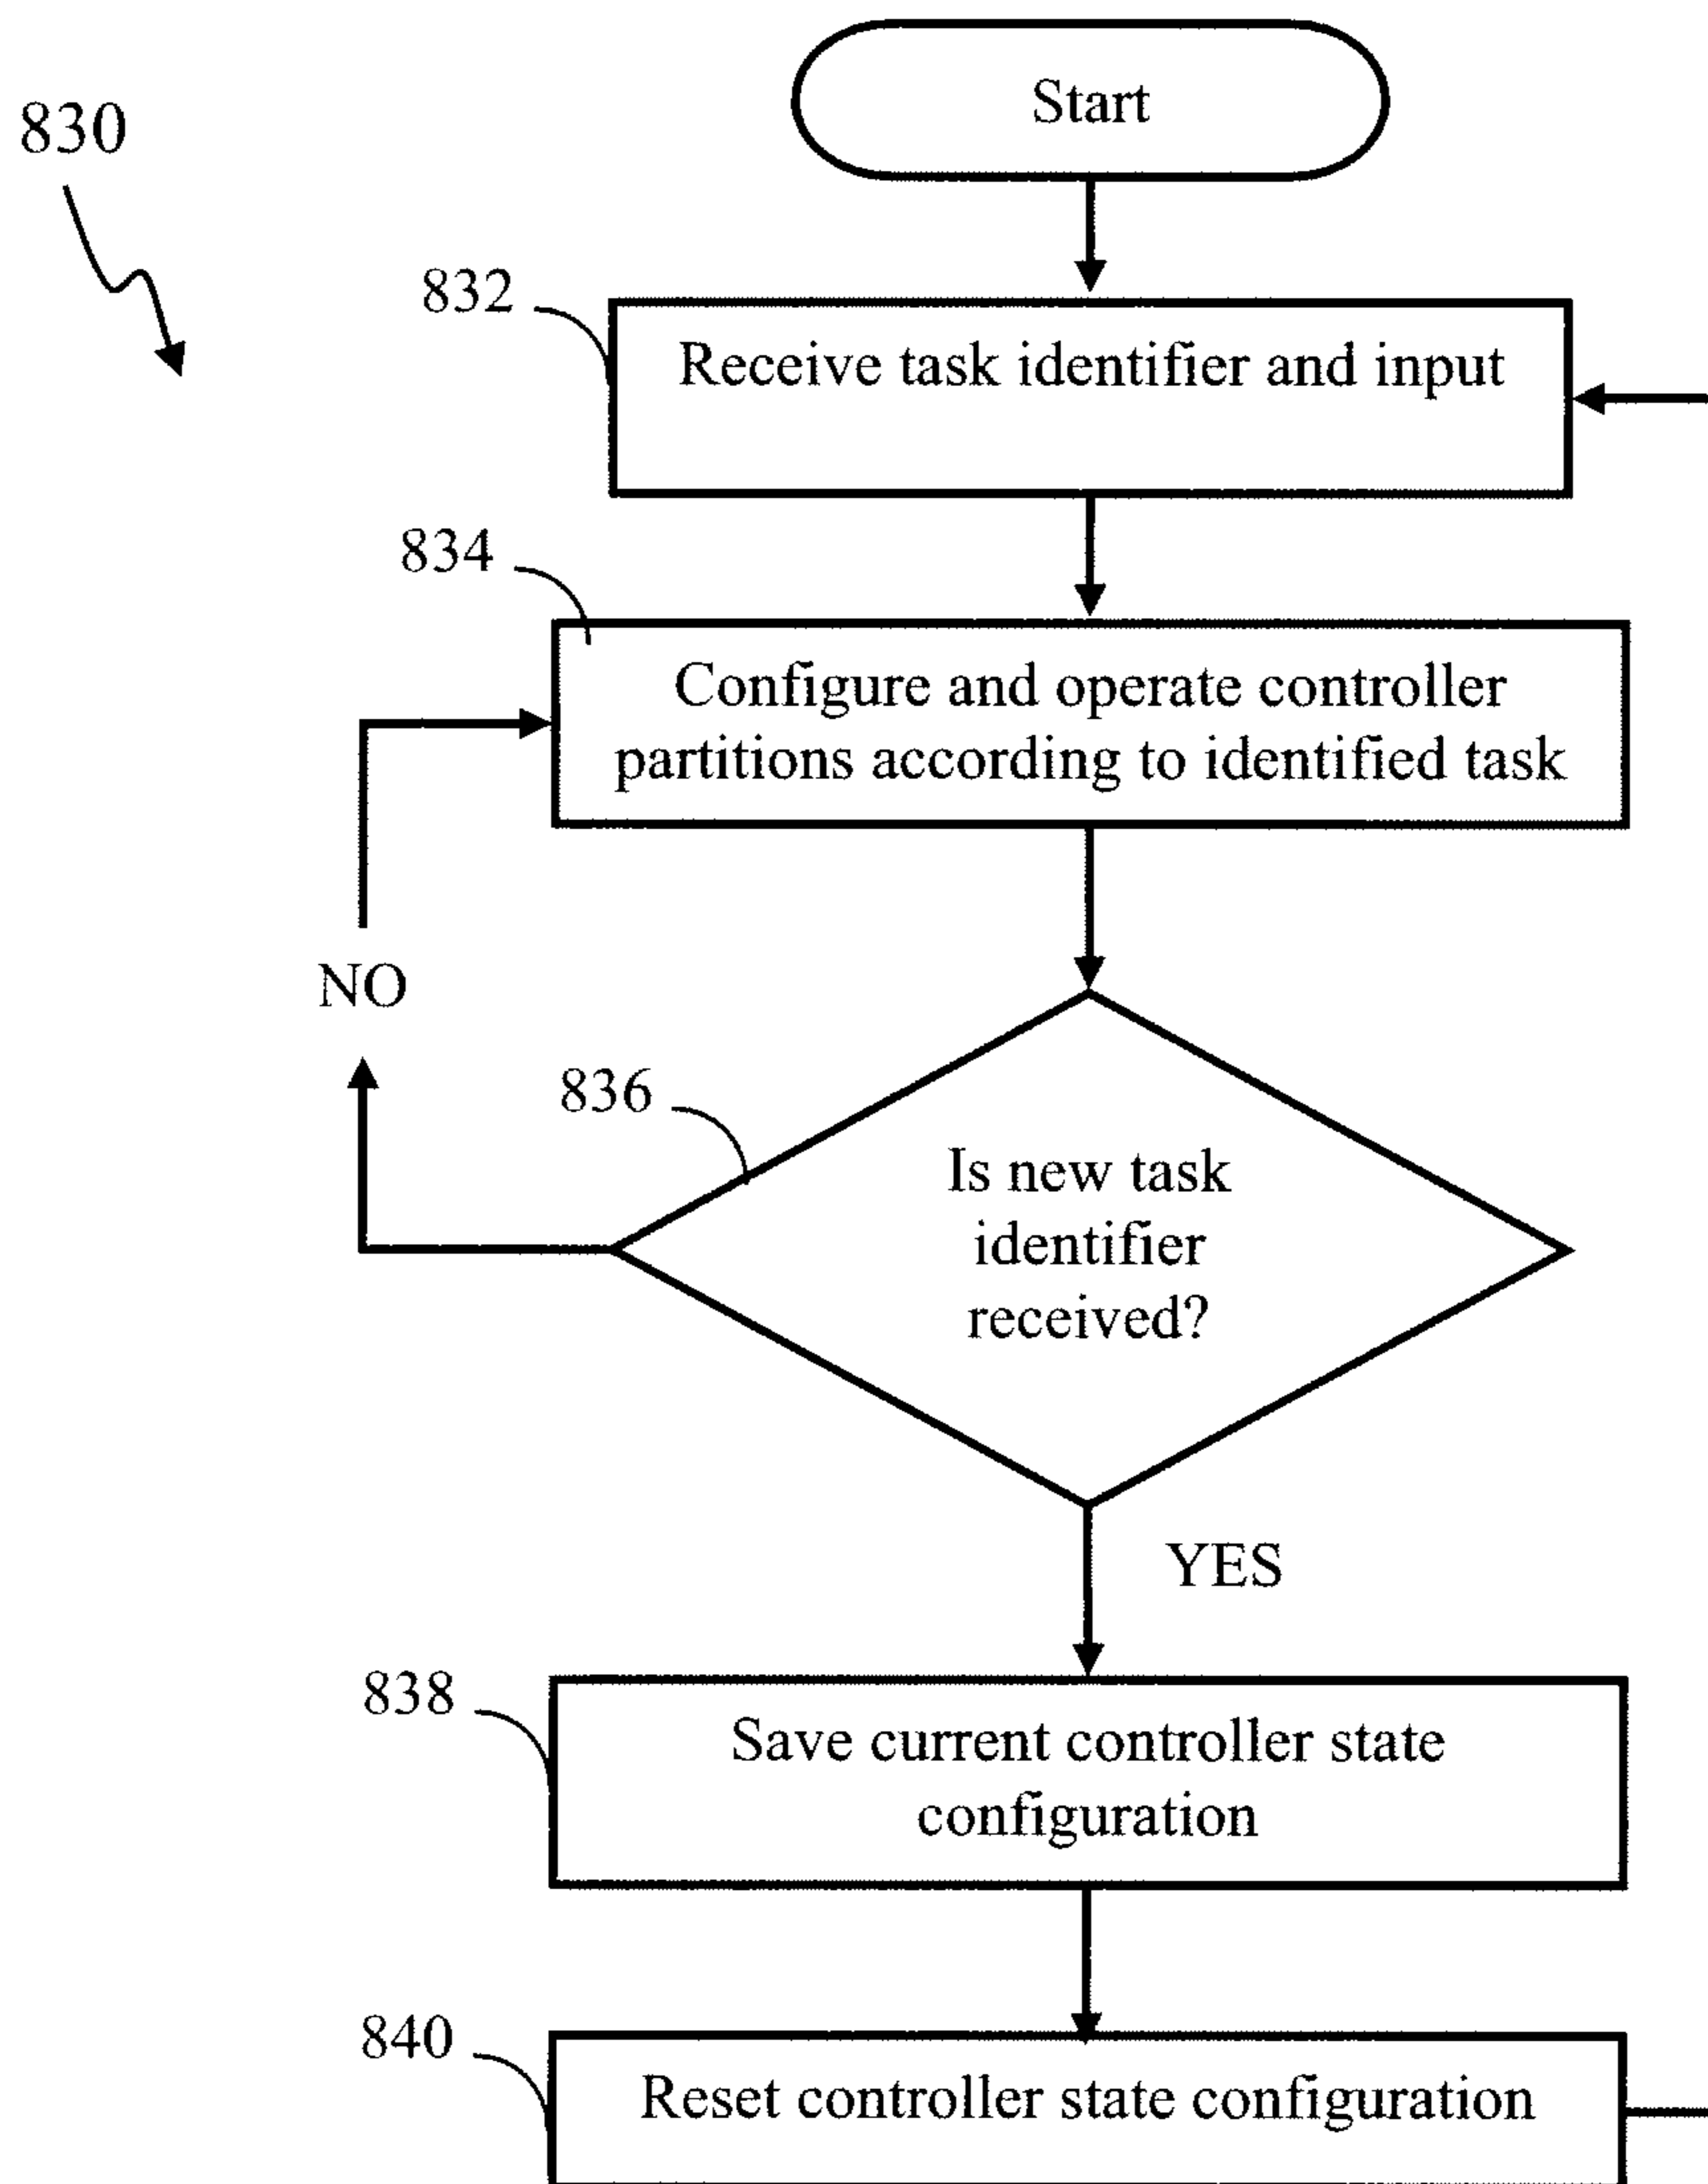 Start
830
832
Receive task identifier and input
834
Configure and operate controller
partitions according to identified task
NO
836
Is new task
identifier
received?
YES
838
Save current controller state
configuration
840
Reset controller state configuration